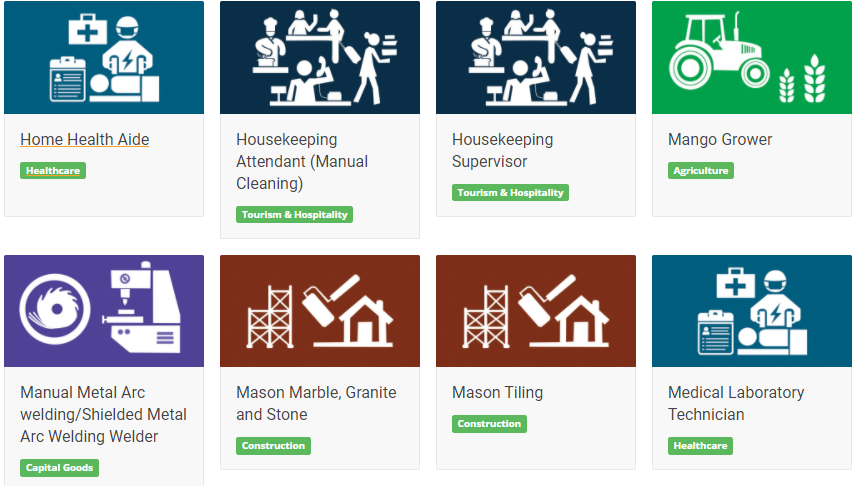 Home Health Aide
Healthcare
Housekeeping
Attendant (Manual
Cleaning)
Tourism & Hospitality
Housekeeping
Supervisor
Tourism & Hospitality
Mango Grower
Agriculture
Manual Metal Arc
welding/Shielded Metal
Arc Welding Welder
Capital Goods
Mason Marble, Granite
and Stone
Construction
Mason Tiling
Construction
Medical Laboratory
Technician
Healthcare